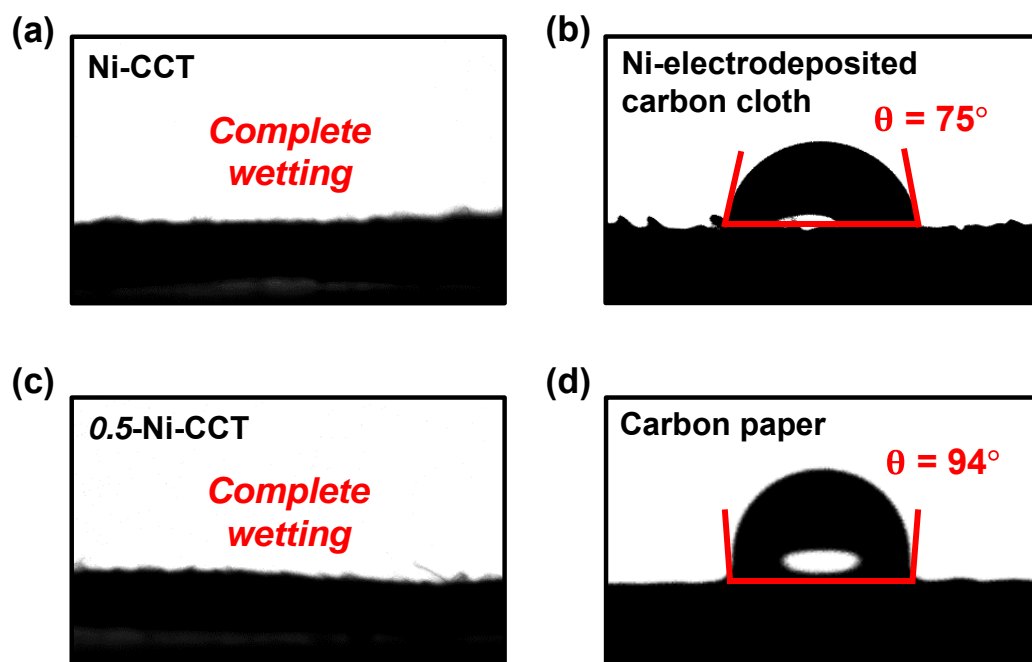 (a)
Ni-CCT
Complete
wetting
(b)
Ni-electrodeposited
carbon cloth
θ = 75°
(c)
0.5-Ni-CCT
Complete
wetting
(d)
Carbon paper
θ = 94°